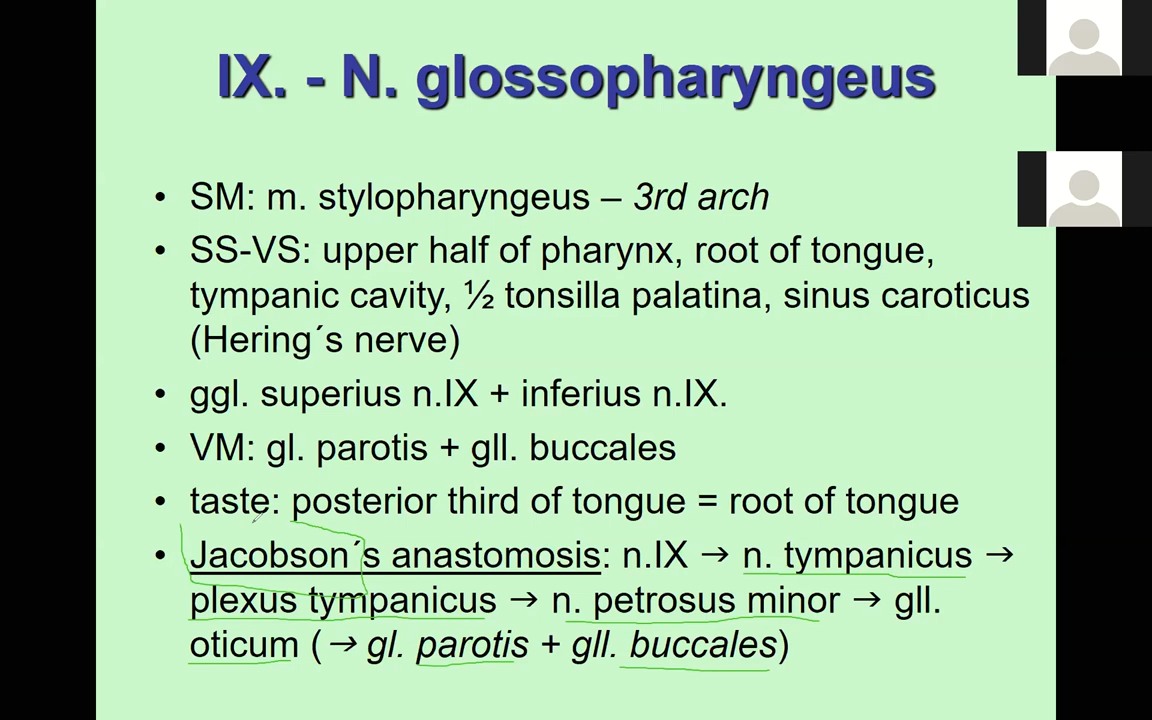 IX. - N. glossopharyngeus
• SM: m. stylopharyngeus – 3rd arch
• SS-VS: upper half of pharynx, root of tongue,
tympanic cavity, ½ tonsilla palatina, sinus caroticus
(Hering´s nerve)
• ggl. superius n.IX + inferius n.IX.
• VM: gl. parotis + gll. buccales
• taste: posterior third of tongue = root of tongue
• Jacobson´s anastomosis: n.IX → n. tympanicus →
plexus tympanicus → n. petrosus minor → gll.
oticum (→ gl. parotis + gll. buccales)